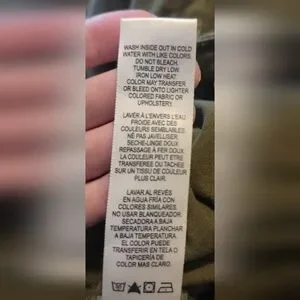 WASH INSIDE OUT IN COLD
WATER WITH LIKE COLORS.
DO NOT BLEACH.
TUMBLE DRY LOW
IRON LOW HEAT
COLOR MAY TRANSFER
OR BLEED ONTO LIGHTER
COLORED FABRIC OR
UPHOLSTERY.
LAVER À L'ENVERS L'EAU
FROIDE AVEC DES
COULEURS SEMBLABLES.
NE PAS JAVELLISER.
SECHE-LINGE DOUX
REPASSAGE À FER DOUX.
LA COULEUR PEUT ÊTRE
TRANSFEREE OU TACHEE
SUR UN TISSU DE COULEUR
PLUS CLAIR.
LAVAR AL REVÉS
EN AGUA FRÍA CON
COLORES SIMILARES.
NO USAR BLANQUEADOR.
SECADORA A BAJA
TEMPERATURA PLANCHAR
A BAJA TEMPERATURA.
EL COLOR PUEDE
TRANSFERIR EN TELA O
TAPICERÍA DE
COLOR MAS CLARO.